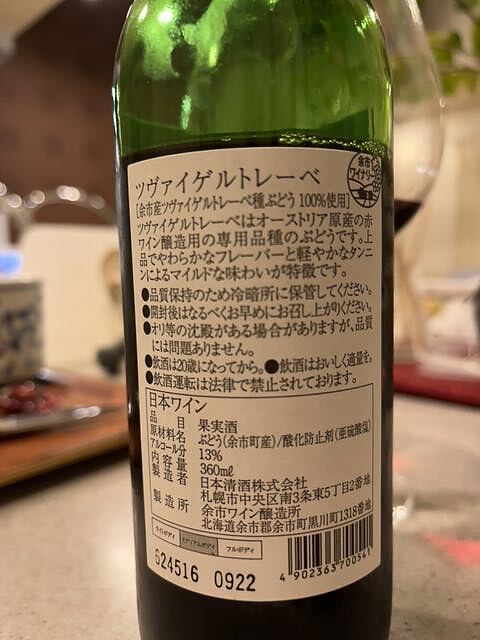 ツヴァイゲルトレーベ
余市
ワイナリー
[余市産ツヴァイゲルトレーベ種ぶどう 100%使用]
ツヴァイゲルトレーベはオーストリア原産の赤
ワイン醸造用の専用品種のぶどうです。上
品でやわらかなフレーバーと軽やかなタンニ
ンによるマイルドな味わいが特徴です。
●品質保持のため冷暗所に保管してください。
●開封後はなるべくお早めにお召し上がりください。
●オリ等の沈殿がある場合がありますが、品質
には問題ありません。
●飲酒は20歳になってから。●飲酒はおいしく適量を。
●飲酒運転は法律で禁止されております。
日本ワイン
品目 果実酒
原材料名 ぶどう(余市町産)/酸化防止剤(亜硫酸塩)
アルコール分 13%
内容量 360ml
製造者 日本清酒株式会社
札幌市中央区南3条東5丁目2番地
製造所 余市ワイン醸造所
北海道余市郡余市町黒川町1318番地
ライトボディ ミディアムボディ フルボディ
S24516 0922
4 902363 700541